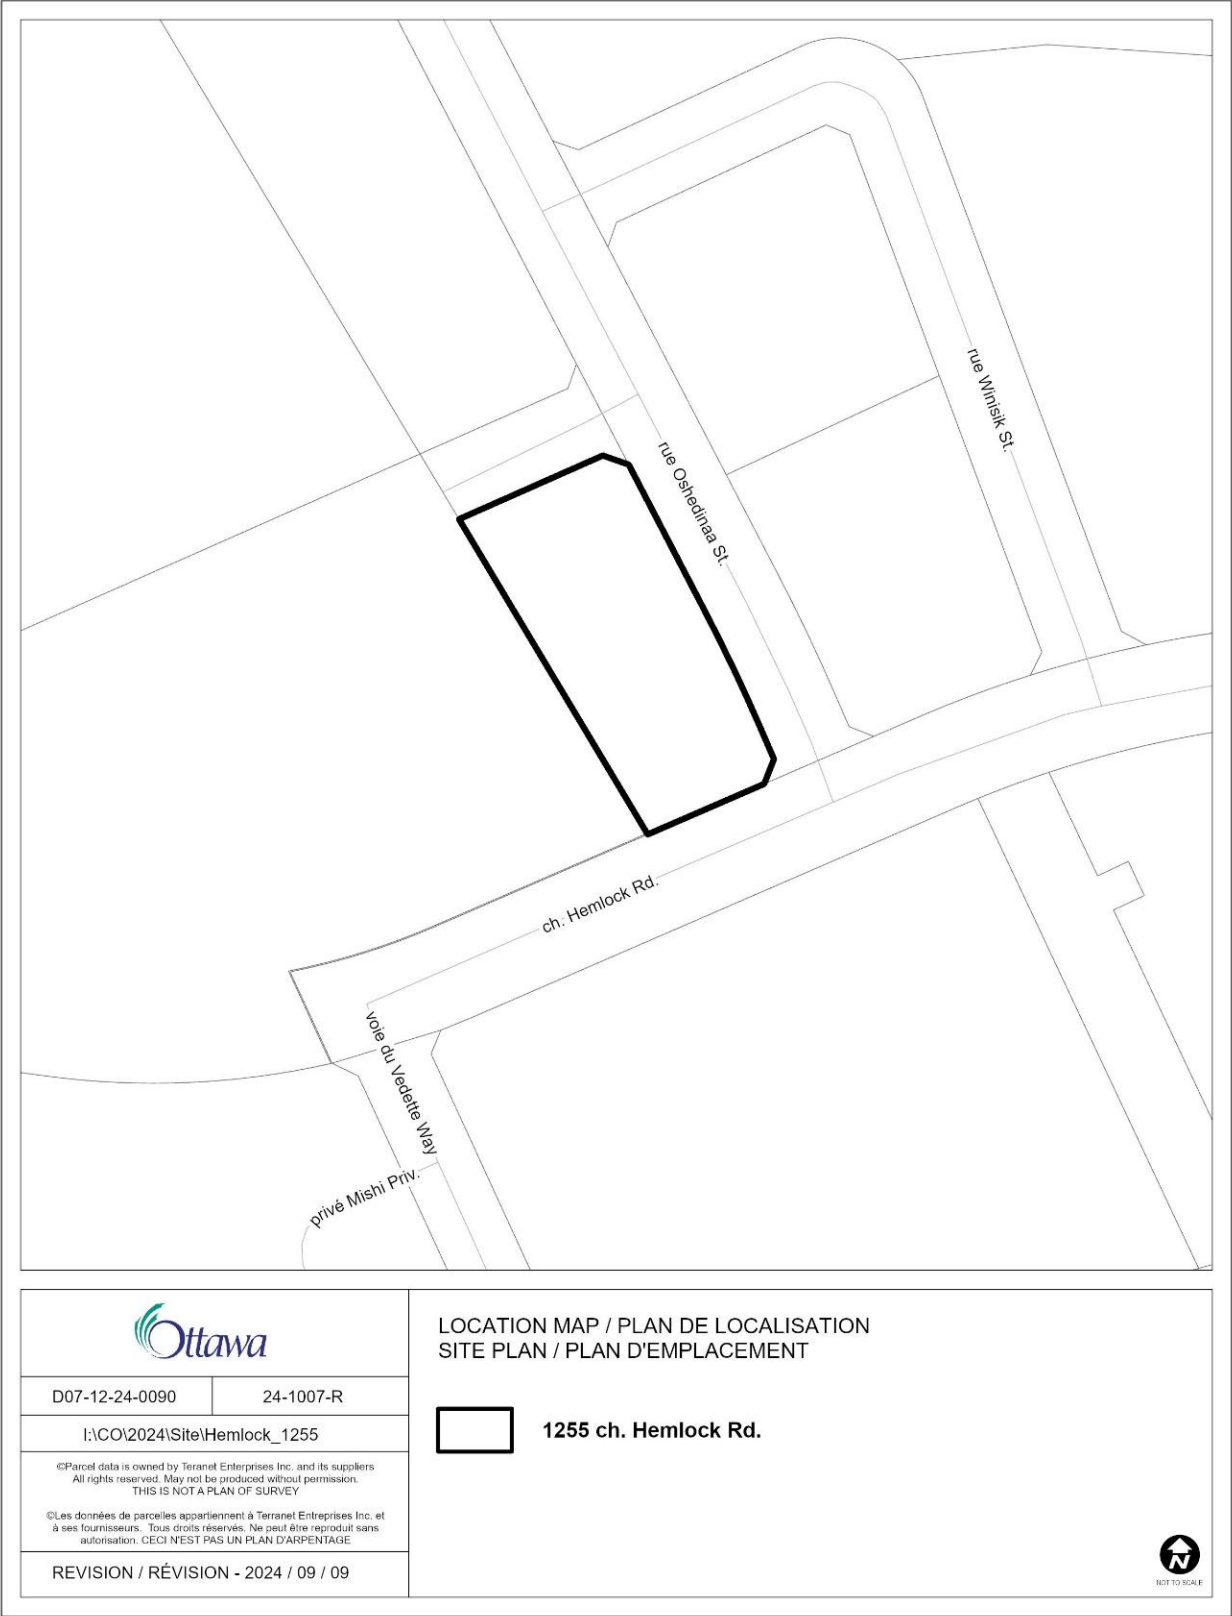 rue Winisik St.
rue Oshedinaa St.
ch. Hemlock Rd.
voie du Vedette Way
privé Mishi Priv.
Ottawa
D07-12-24-0090
24-1007-R
I:\CO\2024\Site\Hemlock_1255
©Parcel data is owned by Teranet Enterprises Inc. and its suppliers
All rights reserved. May not be produced without permission.
THIS IS NOT A PLAN OF SURVEY
©Les données de parcelles appartiennent à Terranet Entreprises Inc. et
à ses fournisseurs. Tous droits réservés. Ne peut être reproduit sans
autorisation. CECI N'EST PAS UN PLAN D'ARPENTAGE
REVISION / RÉVISION - 2024 / 09 / 09
LOCATION MAP / PLAN DE LOCALISATION
SITE PLAN / PLAN D'EMPLACEMENT
1255 ch. Hemlock Rd.
N
NOT TO SCALE